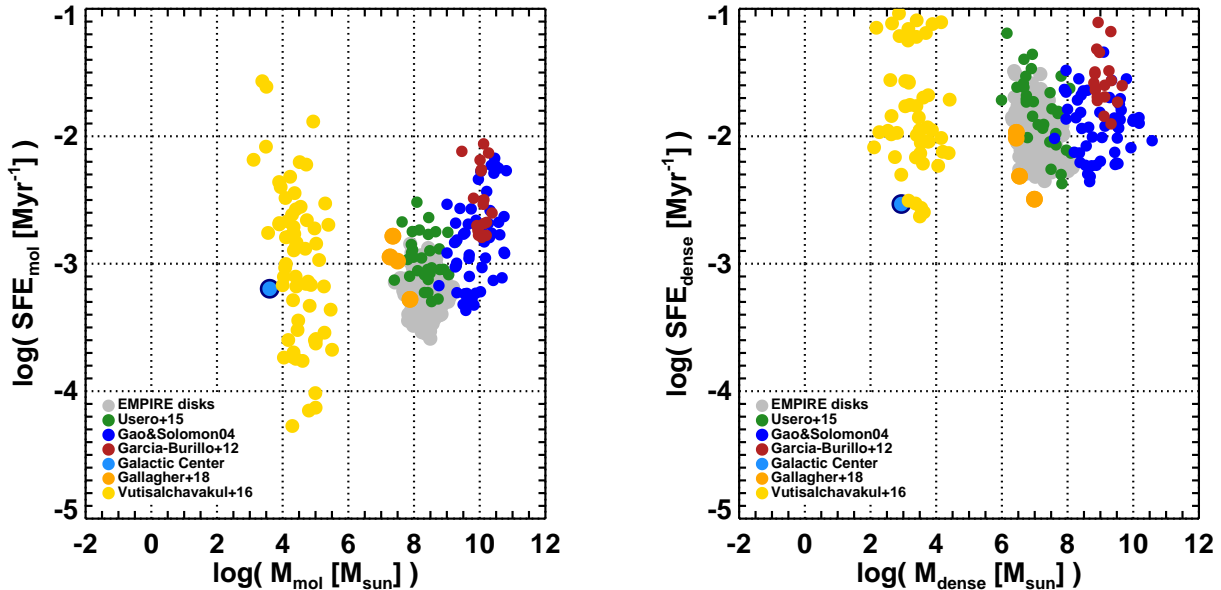 -1
-2
-3
-4
-5
log( SFE_mol [Myr^-1] )
EMPIRE disks
Usero+15
Gao&Solomon04
Garcia-Burillo+12
Galactic Center
Gallagher+18
Vutisalchavakul+16
-2 0 2 4 6 8 10 12
log( M_mol [M_sun] )
-1
-2
-3
-4
-5
log( SFE_dense [Myr^-1] )
EMPIRE disks
Usero+15
Gao&Solomon04
Garcia-Burillo+12
Galactic Center
Gallagher+18
Vutisalchavakul+16
-2 0 2 4 6 8 10 12
log( M_dense [M_sun] )